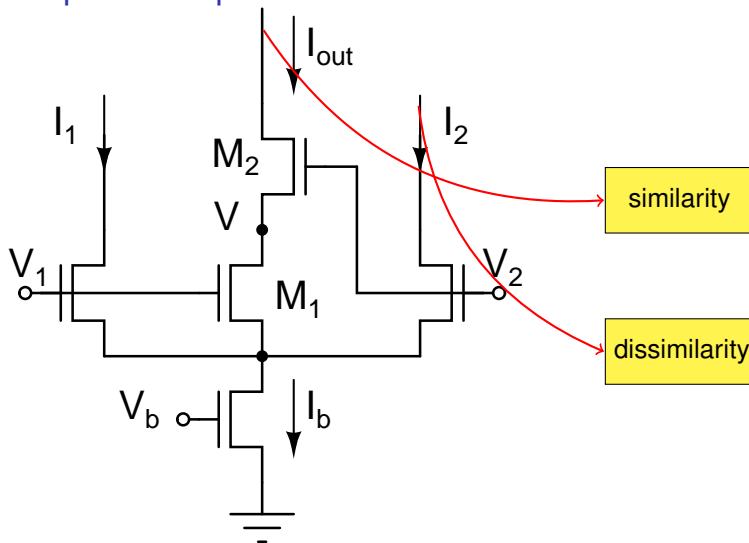 I_out
I_1
I_2
M_2
similarity
V
V_1
V_2
M_1
dissimilarity
V_b
I_b